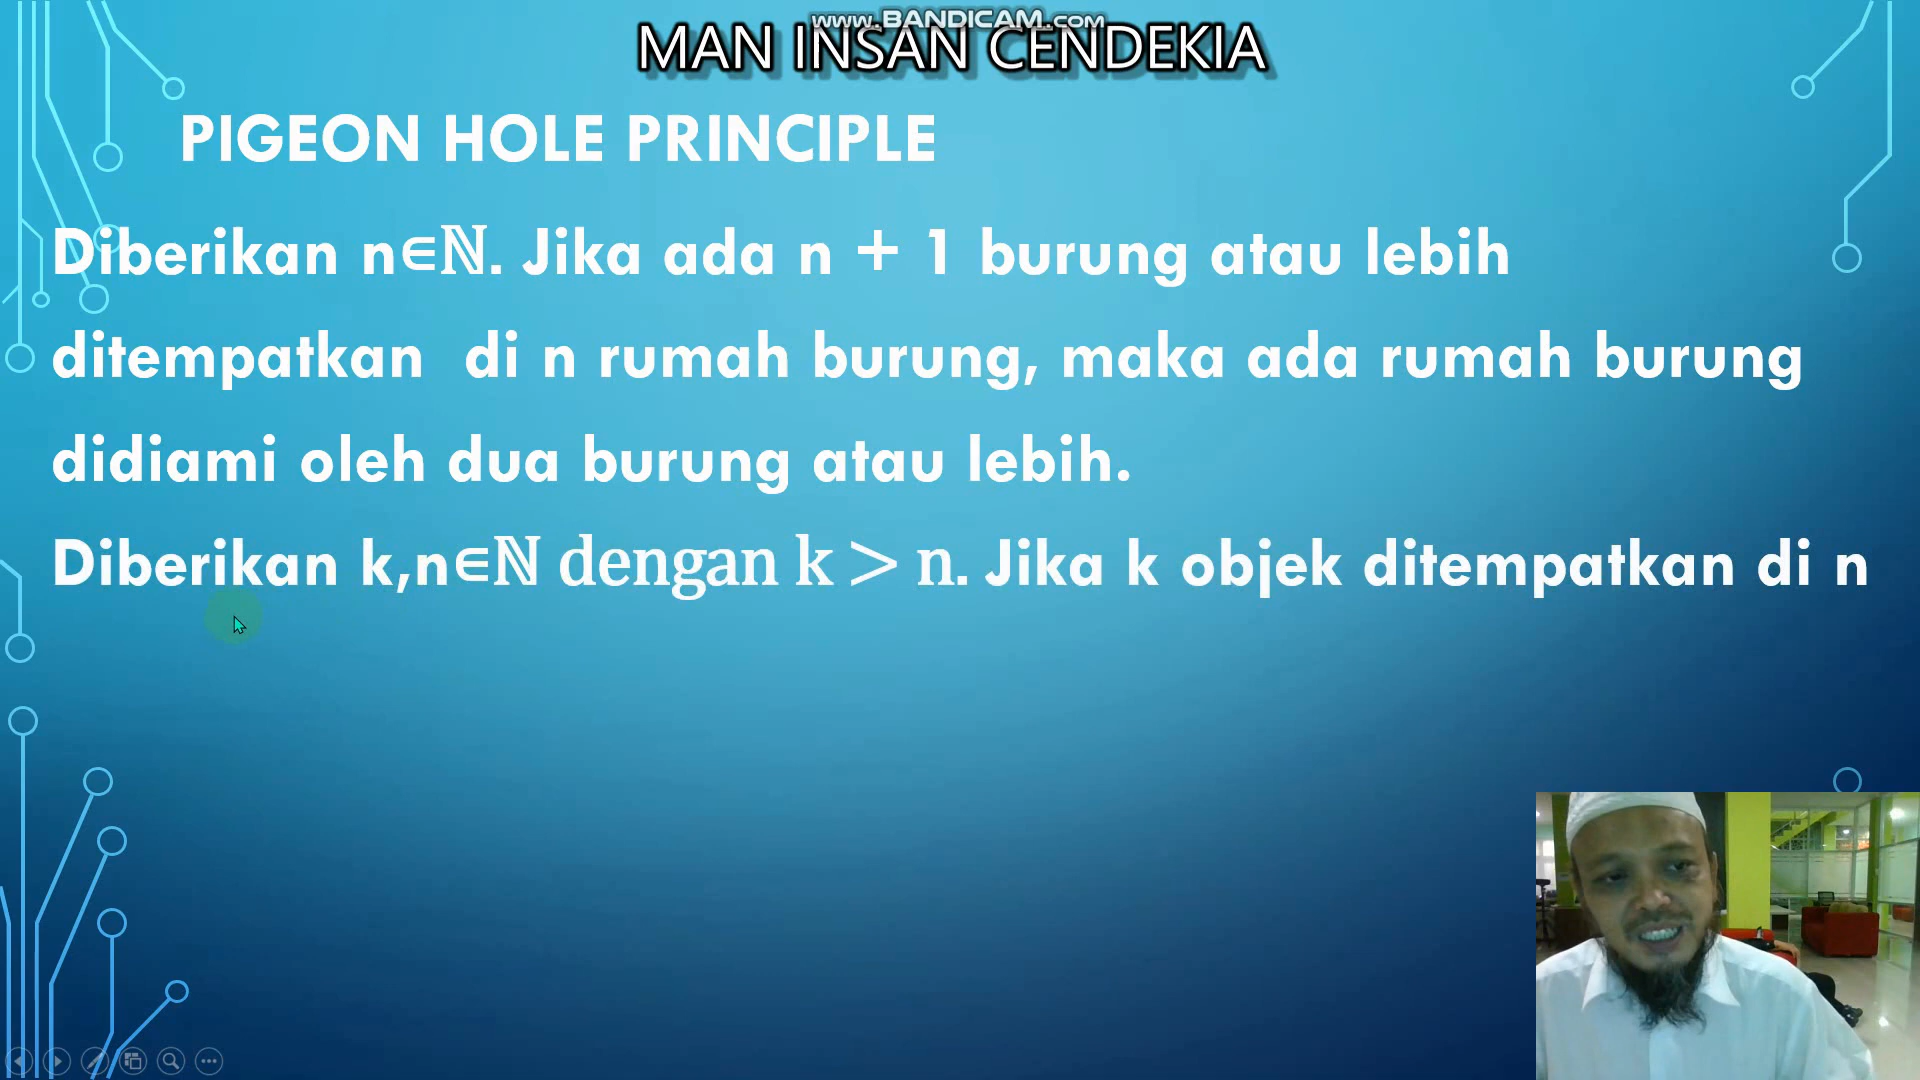 www.BANDICAM.com
MAN INSAN CENDEKIA
PIGEON HOLE PRINCIPLE
Diberikan n∈ℕ. Jika ada n + 1 burung atau lebih
ditempatkan di n rumah burung, maka ada rumah burung
didiami oleh dua burung atau lebih.
Diberikan k,n∈ℕ dengan k > n. Jika k objek ditempatkan di n